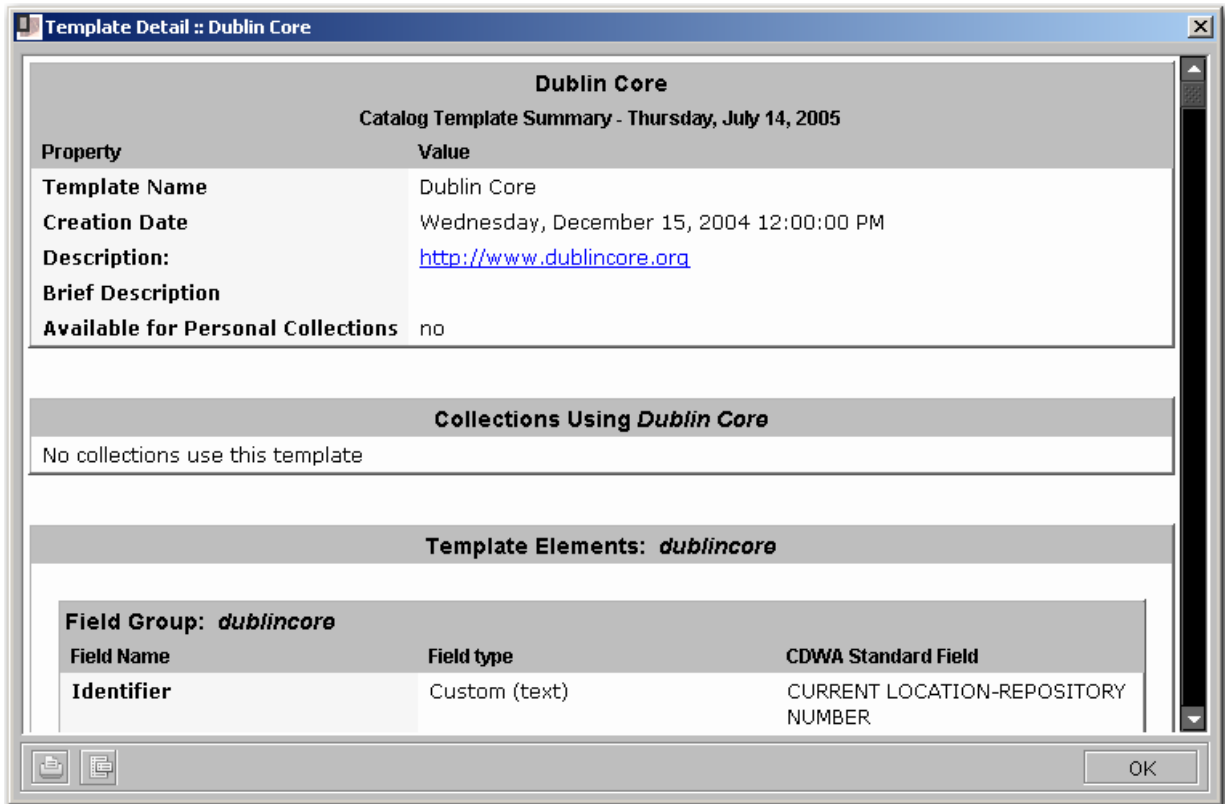 Template Detail :: Dublin Core
Dublin Core
Catalog Template Summary - Thursday, July 14, 2005
Property Value
Template Name Dublin Core
Creation Date Wednesday, December 15, 2004 12:00:00 PM
Description: http://www.dublincore.org
Brief Description
Available for Personal Collections no
Collections Using Dublin Core
No collections use this template
Template Elements: dublincore
Field Group: dublincore
Field Name Field type CDWA Standard Field
Identifier Custom (text) CURRENT LOCATION-REPOSITORY
NUMBER
OK